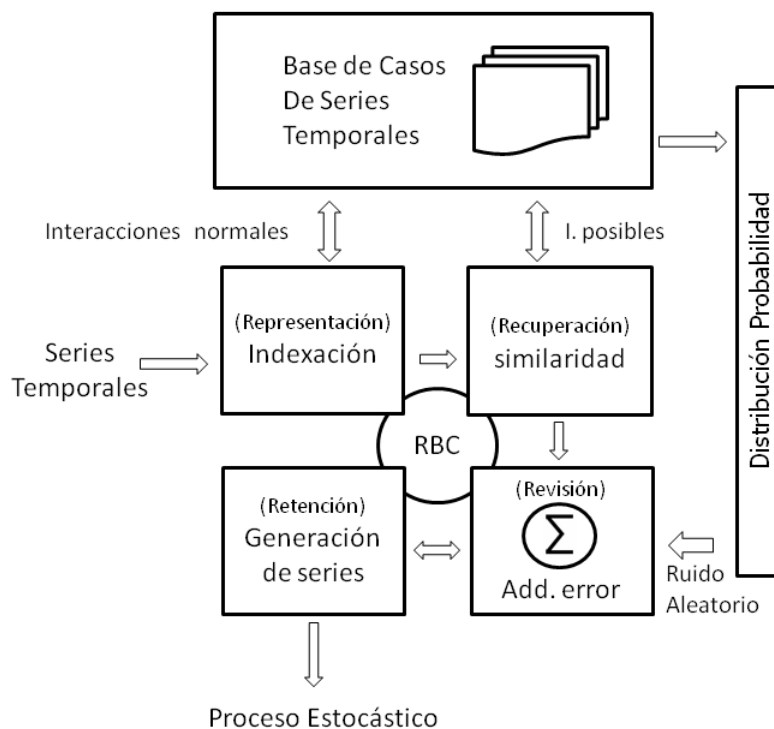 Base de Casos
De Series
Temporales
Interacciones normales
I. posibles
(Representación)
Indexación
(Recuperación)
similaridad
Series
Temporales
RBC
(Retención)
Generación
de series
(Revisión)
Σ
Add. error
Ruido
Aleatorio
Distribución Probabilidad
Proceso Estocástico